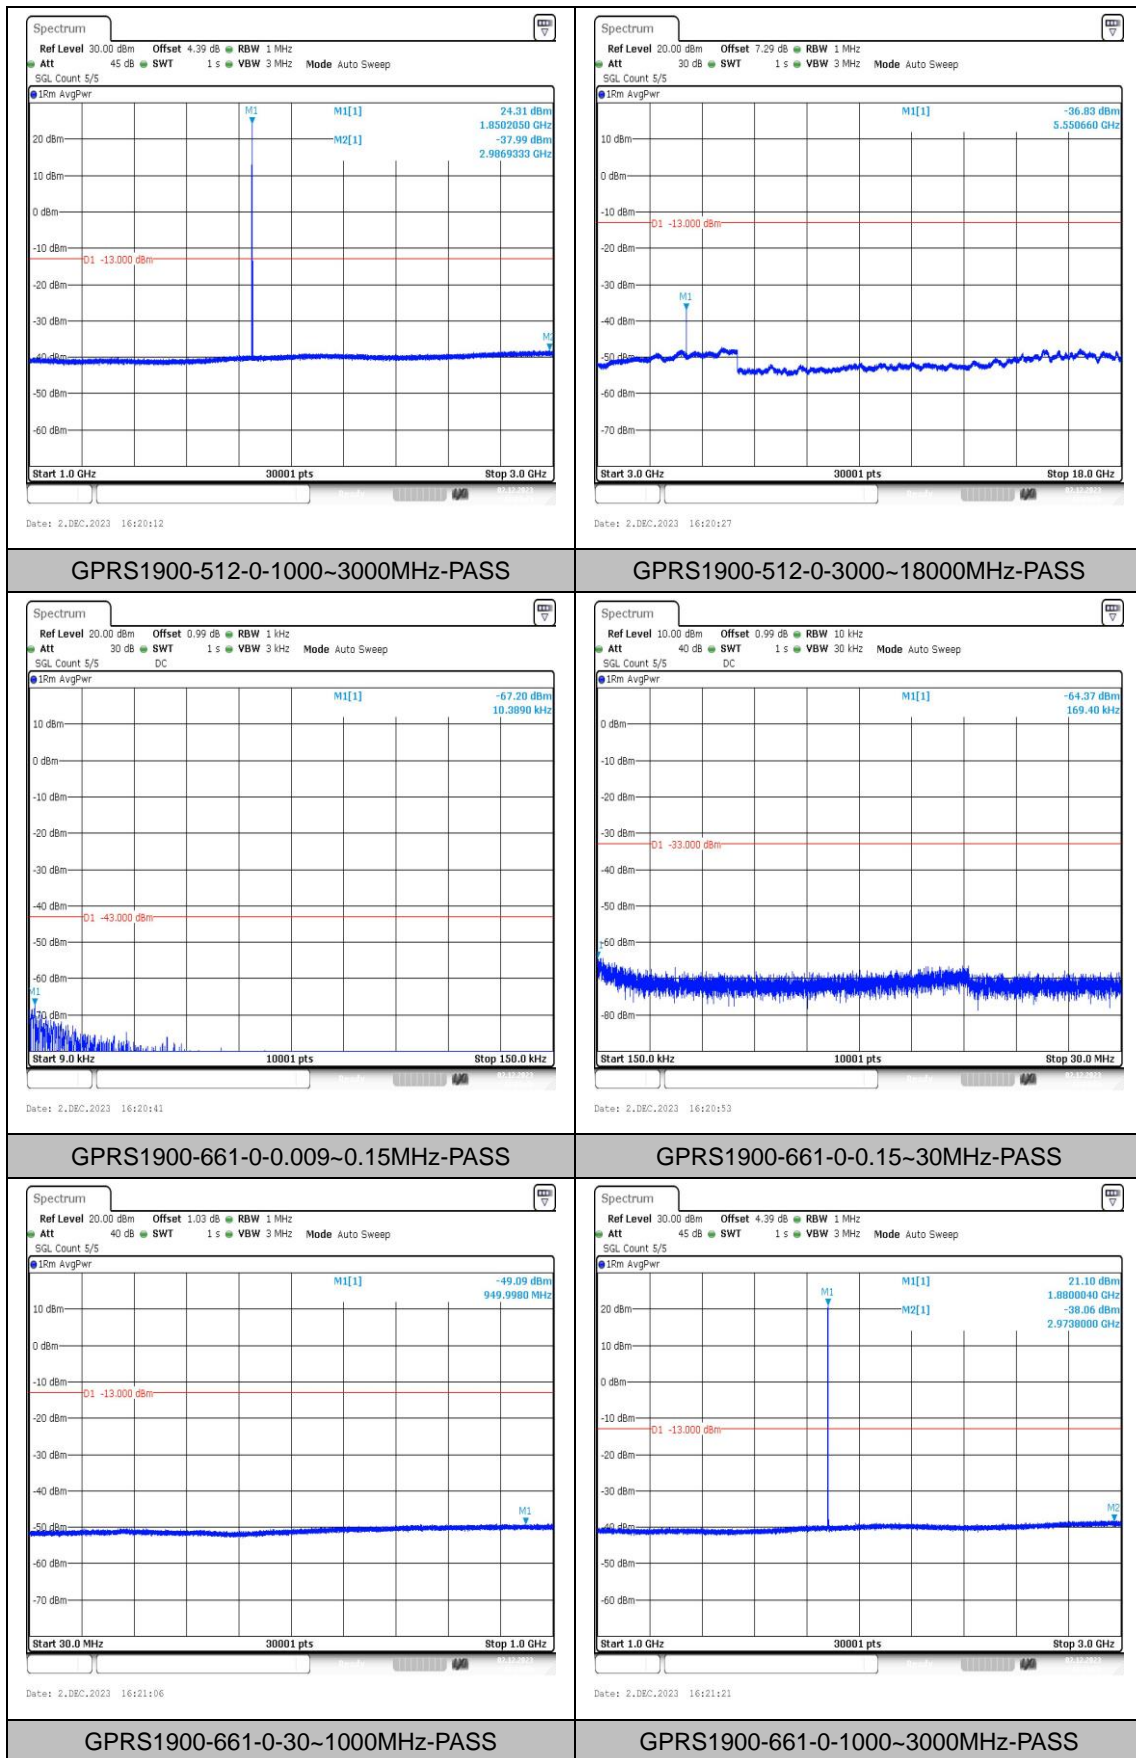 Spectrum
Ref Level 30.00 dBm Offset 4.39 dB RBW 1 MHz
Att 45 dB SWT 1 s VBW 3 MHz Mode Auto Sweep
SGL Count 5/5
1Rm AvgPwr
M1
M1[1] 24.31 dBm
1.8502050 GHz
20 dBm
M2[1] -37.99 dBm
2.9869333 GHz
10 dBm
0 dBm
-10 dBm
D1 -13.000 dBm
-20 dBm
-30 dBm
-40 dBm
-50 dBm
-60 dBm
Start 1.0 GHz 30001 pts Stop 3.0 GHz
Date: 2.DEC.2023 16:20:12
GPRS1900-512-0-1000~3000MHz-PASS
Spectrum
Ref Level 20.00 dBm Offset 7.29 dB RBW 1 MHz
Att 30 dB SWT 1 s VBW 3 MHz Mode Auto Sweep
SGL Count 5/5
1Rm AvgPwr
M1[1] -36.83 dBm
5.550660 GHz
10 dBm
0 dBm
-10 dBm
D1 -13.000 dBm
-20 dBm
-30 dBm
M1
-40 dBm
-50 dBm
-60 dBm
-70 dBm
Start 3.0 GHz 30001 pts Stop 18.0 GHz
Date: 2.DEC.2023 16:20:27
GPRS1900-512-0-3000~18000MHz-PASS
Spectrum
Ref Level 20.00 dBm Offset 0.99 dB RBW 1 kHz
Att 30 dB SWT 1 s VBW 3 kHz Mode Auto Sweep
SGL Count 5/5 DC
1Rm AvgPwr
M1[1] -67.20 dBm
10.3890 kHz
10 dBm
0 dBm
-10 dBm
-20 dBm
-30 dBm
-40 dBm
D1 -43.000 dBm
-50 dBm
-60 dBm
M1
-70 dBm
Start 9.0 kHz 10001 pts Stop 150.0 kHz
Date: 2.DEC.2023 16:20:41
GPRS1900-661-0-0.009~0.15MHz-PASS
Spectrum
Ref Level 10.00 dBm Offset 0.99 dB RBW 10 kHz
Att 40 dB SWT 1 s VBW 30 kHz Mode Auto Sweep
SGL Count 5/5 DC
1Rm AvgPwr
M1[1] -64.37 dBm
169.40 kHz
0 dBm
-10 dBm
-20 dBm
-30 dBm
D1 -33.000 dBm
-40 dBm
-50 dBm
-60 dBm
-80 dBm
Start 150.0 kHz 10001 pts Stop 30.0 MHz
Date: 2.DEC.2023 16:20:53
GPRS1900-661-0-0.15~30MHz-PASS
Spectrum
Ref Level 20.00 dBm Offset 1.03 dB RBW 1 MHz
Att 40 dB SWT 1 s VBW 3 MHz Mode Auto Sweep
SGL Count 5/5
1Rm AvgPwr
M1[1] -49.09 dBm
949.9980 MHz
10 dBm
0 dBm
-10 dBm
D1 -13.000 dBm
-20 dBm
-30 dBm
-40 dBm
M1
-50 dBm
-60 dBm
-70 dBm
Start 30.0 MHz 30001 pts Stop 1.0 GHz
Date: 2.DEC.2023 16:21:06
GPRS1900-661-0-30~1000MHz-PASS
Spectrum
Ref Level 30.00 dBm Offset 4.39 dB RBW 1 MHz
Att 45 dB SWT 1 s VBW 3 MHz Mode Auto Sweep
SGL Count 5/5
1Rm AvgPwr
M1[1] 21.10 dBm
M1
1.8800040 GHz
20 dBm
M2[1] -38.06 dBm
2.9738000 GHz
10 dBm
0 dBm
-10 dBm
D1 -13.000 dBm
-20 dBm
-30 dBm
M2
-40 dBm
-50 dBm
-60 dBm
Start 1.0 GHz 30001 pts Stop 3.0 GHz
Date: 2.DEC.2023 16:21:21
GPRS1900-661-0-1000~3000MHz-PASS